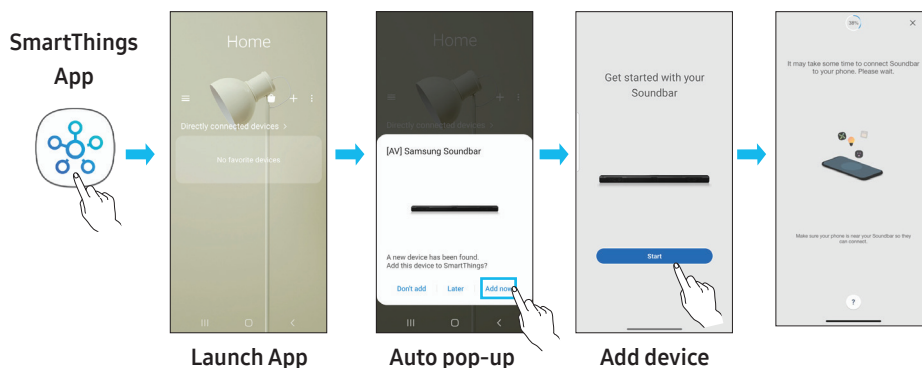 SmartThings
App
Home
Directly connected devices >
No favorite devices
Launch App
Home
Directly connected devices >
[AV] Samsung Soundbar
A new device has been found.
Add this device to SmartThings?
Don't add
Later
Add now
Auto pop-up
Get started with your
Soundbar
Start
Add device
38%
It may take some time to connect Soundbar
to your phone. Please wait.
Make sure your phone is near your Soundbar so they
can connect.
?